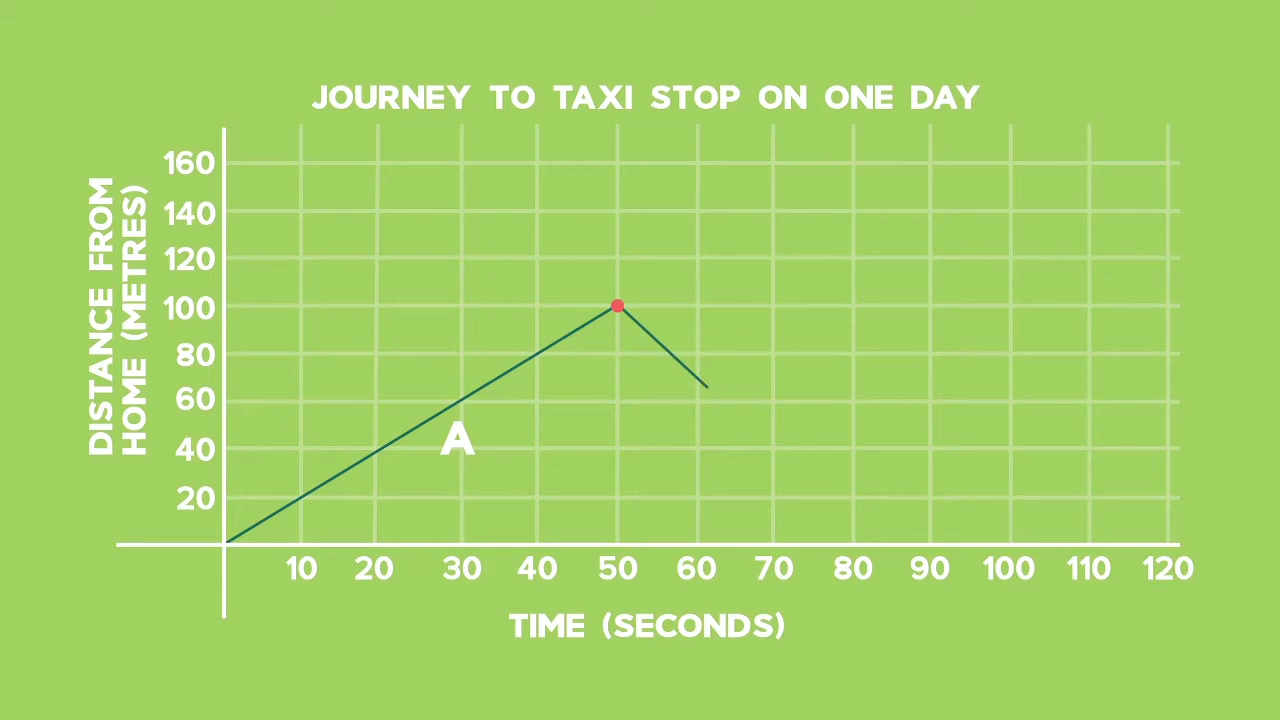 JOURNEY TO TAXI STOP ON ONE DAY
DISTANCE FROM
HOME (METRES)
160
140
120
100
80
60
40
20
A
10 20 30 40 50 60 70 80 90 100 110 120
TIME (SECONDS)